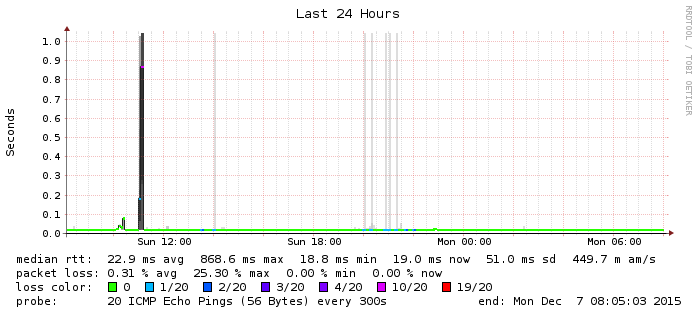 Last 24 Hours
RRDTOOL / TOBI OETIKER
Seconds
1.0
0.9
0.8
0.7
0.6
0.5
0.4
0.3
0.2
0.1
0.0
Sun 12:00 Sun 18:00 Mon 00:00 Mon 06:00
median rtt: 22.9 ms avg 868.6 ms max 18.8 ms min 19.0 ms now 51.0 ms sd 449.7 m am/s
packet loss: 0.31 % avg 25.30 % max 0.00 % min 0.00 % now
loss color: 0 1/20 2/20 3/20 4/20 10/20 19/20
probe: 20 ICMP Echo Pings (56 Bytes) every 300s end: Mon Dec 7 08:05:03 2015